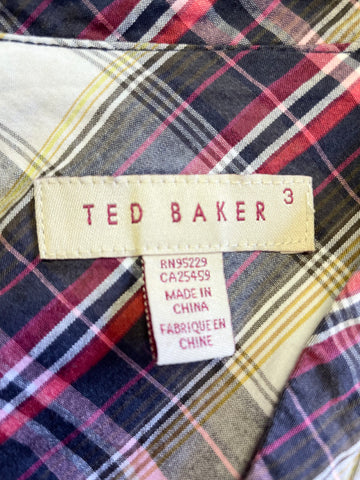 TED BAKER 3
RN95229
CA25459
MADE IN
CHINA
FABRIQUE EN
CHINE